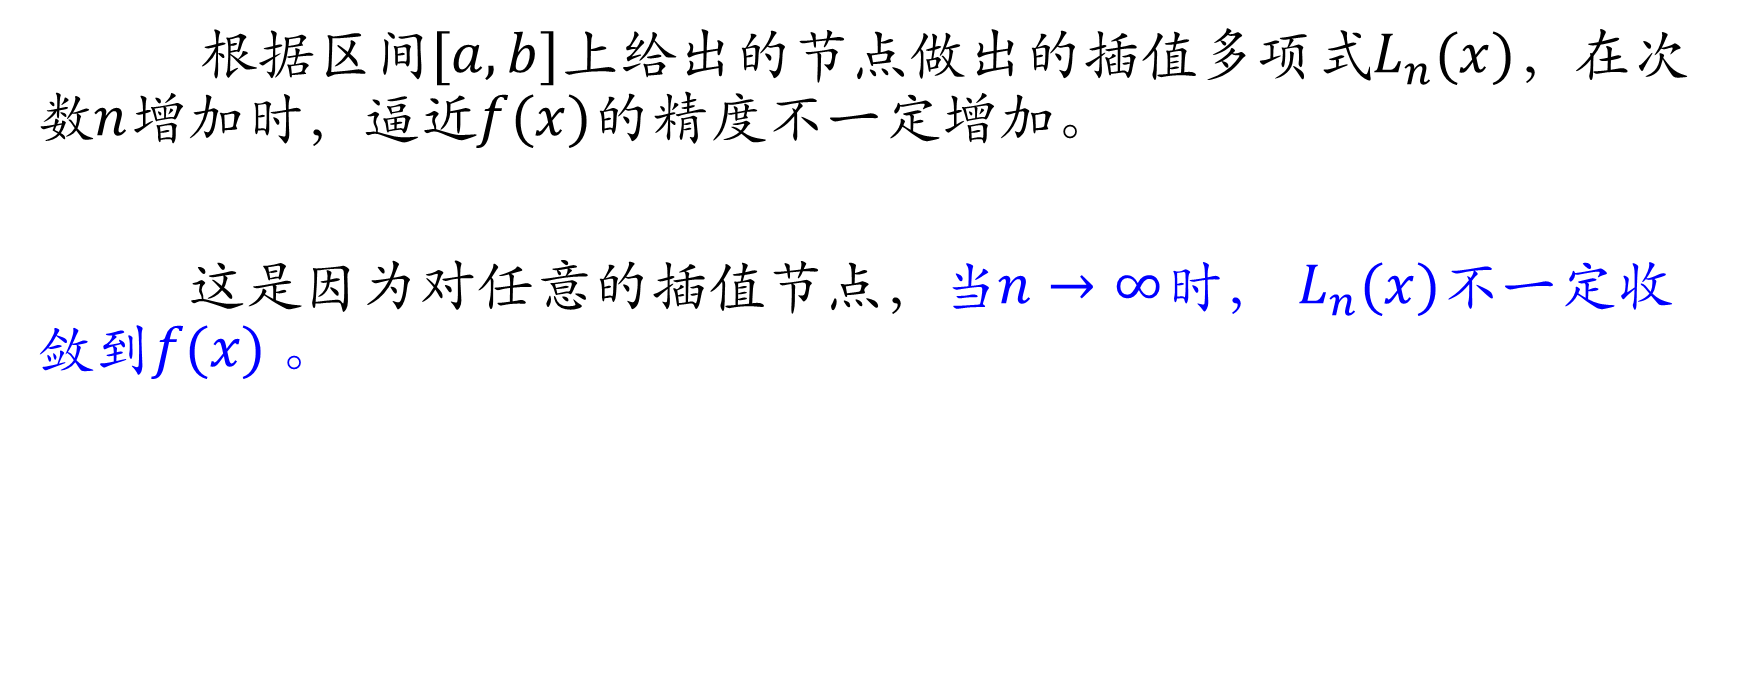 根据区间[a, b]上给出的节点做出的插值多项式Lₙ(x)，在次
数n增加时，逼近f(x)的精度不一定增加。
这是因为对任意的插值节点，当n → ∞时， Lₙ(x)不一定收
敛到f(x) 。